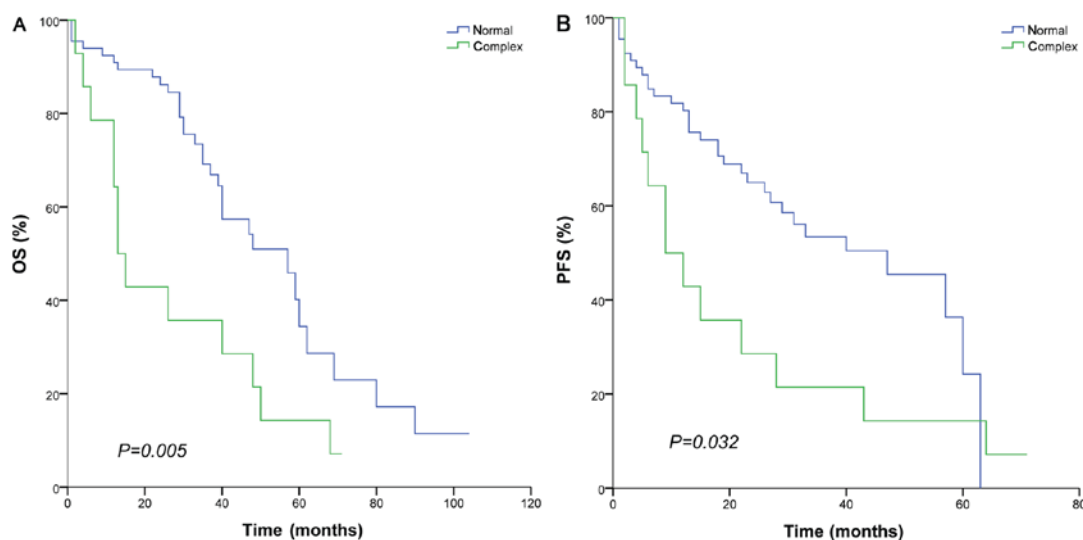 A
Normal
Complex
OS (%)
100
80
60
40
20
0
P=0.005
0 20 40 60 80 100 120
Time (months)
B
Normal
Complex
PFS (%)
100
80
60
40
20
0
P=0.032
0 20 40 60 80
Time (months)